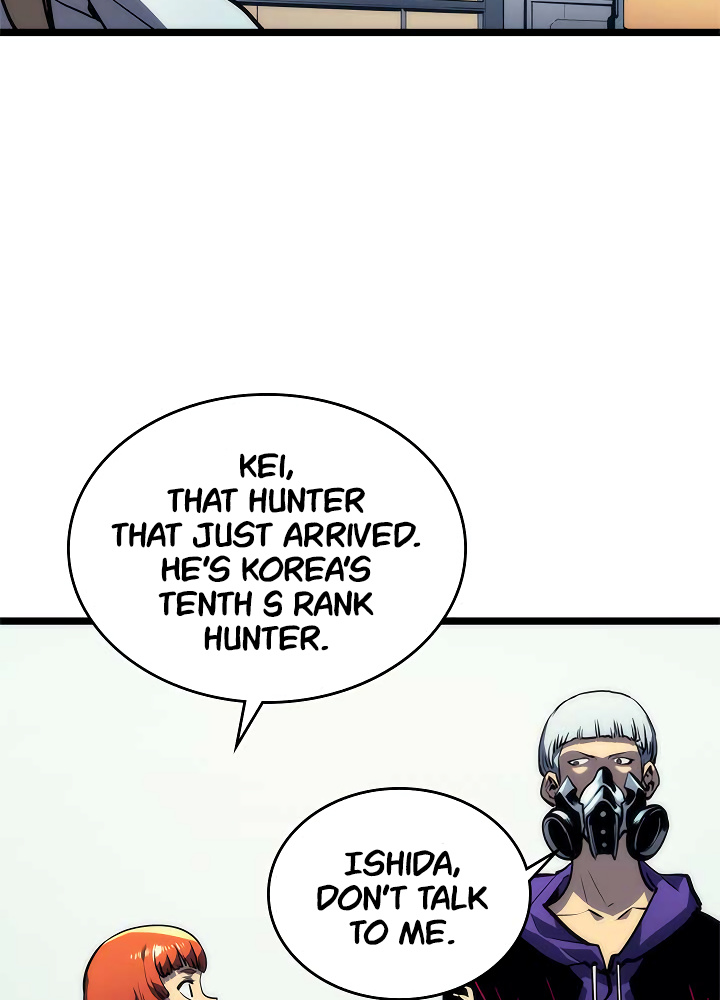 KEI,
THAT HUNTER
THAT JUST ARRIVED.
HE'S KOREA'S
TENTH S RANK
HUNTER.
ISHIDA,
DON'T TALK
TO ME.